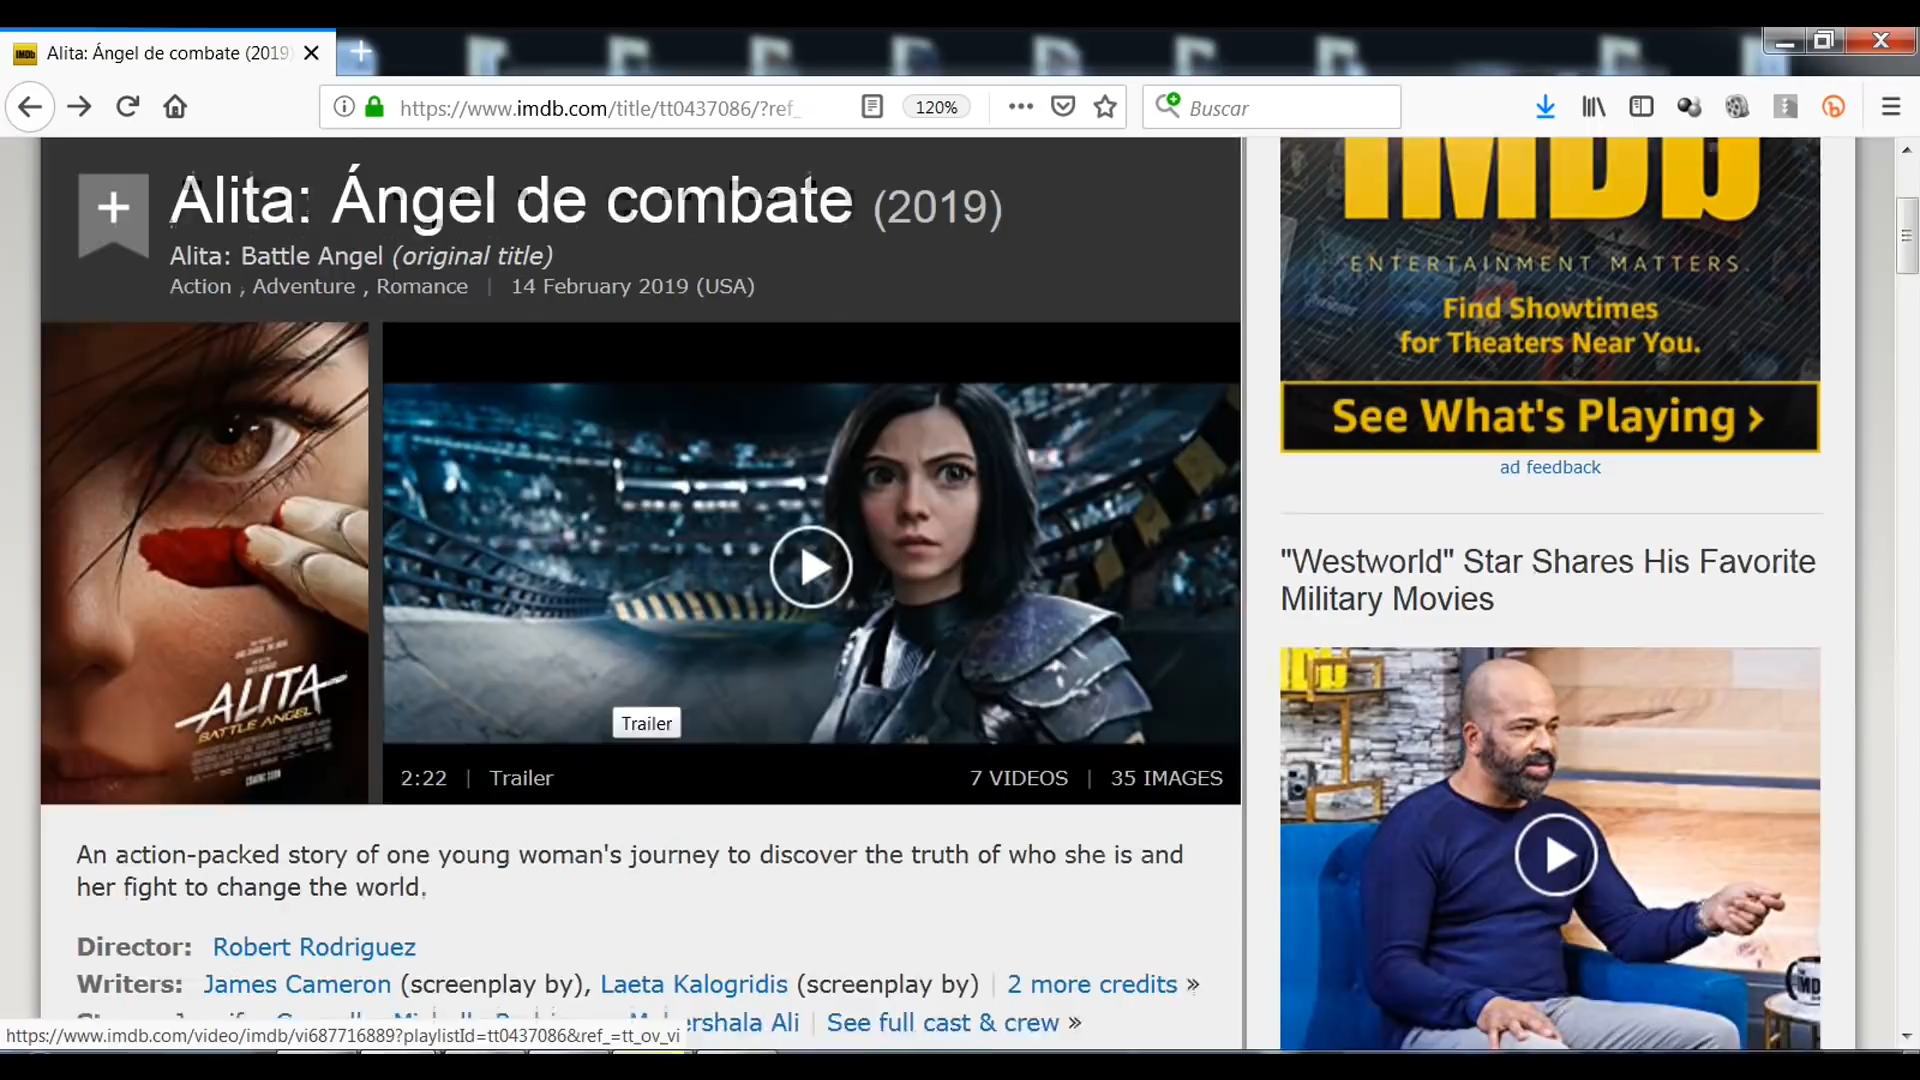 Alita: Ángel de combate (2019)
https://www.imdb.com/title/tt0437086/?ref_
120%
Buscar
Alita: Ángel de combate (2019)
Alita: Battle Angel (original title)
Action , Adventure , Romance | 14 February 2019 (USA)
ALITA
BATTLE ANGEL
COMING SOON
Trailer
2:22 | Trailer
7 VIDEOS | 35 IMAGES
An action-packed story of one young woman's journey to discover the truth of who she is and
her fight to change the world.
Director: Robert Rodriguez
Writers: James Cameron (screenplay by), Laeta Kalogridis (screenplay by) | 2 more credits »
See full cast & crew »
https://www.imdb.com/video/imdb/vi687716889?playlistId=tt0437086&ref_=tt_ov_vi
IMDb
ENTERTAINMENT MATTERS.
Find Showtimes
for Theaters Near You.
See What's Playing ›
ad feedback
"Westworld" Star Shares His Favorite
Military Movies